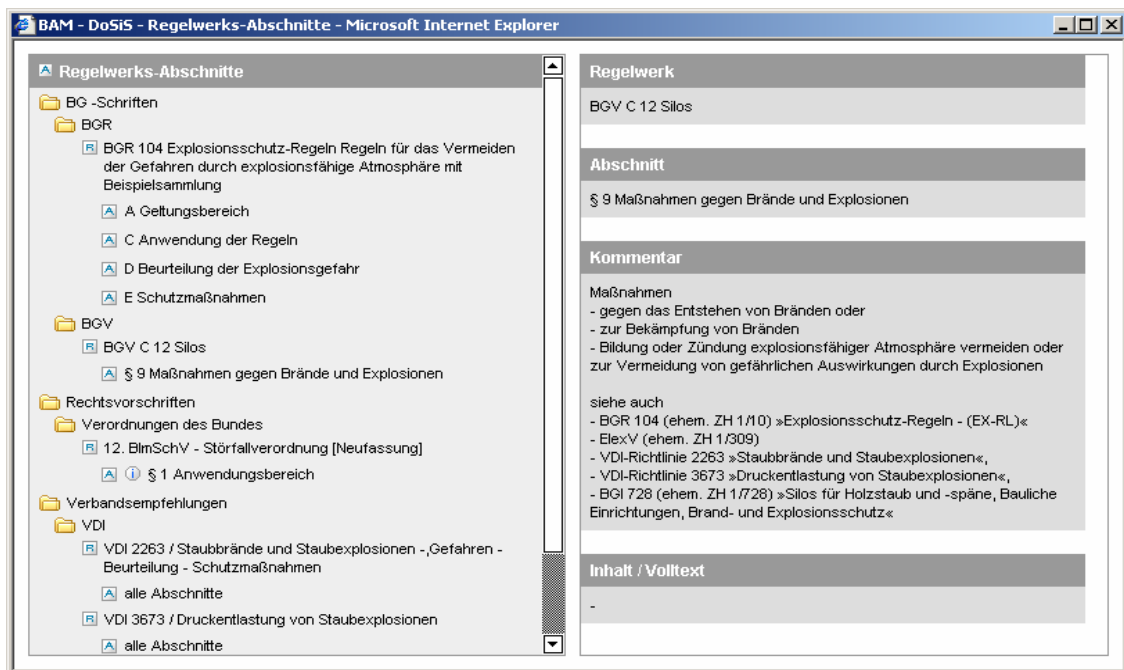 BAM - DoSiS - Regelwerks-Abschnitte - Microsoft Internet Explorer
A Regelwerks-Abschnitte
BG -Schriften
BGR
R BGR 104 Explosionsschutz-Regeln Regeln für das Vermeiden
der Gefahren durch explosionsfähige Atmosphäre mit
Beispielsammlung
A A Geltungsbereich
A C Anwendung der Regeln
A D Beurteilung der Explosionsgefahr
A E Schutzmaßnahmen
BGV
R BGV C 12 Silos
A § 9 Maßnahmen gegen Brände und Explosionen
Rechtsvorschriften
Verordnungen des Bundes
R 12. BImSchV - Störfallverordnung [Neufassung]
A i § 1 Anwendungsbereich
Verbandsempfehlungen
VDI
R VDI 2263 / Staubbrände und Staubexplosionen -,Gefahren -
Beurteilung - Schutzmaßnahmen
A alle Abschnitte
R VDI 3673 / Druckentlastung von Staubexplosionen
A alle Abschnitte
Regelwerk
BGV C 12 Silos
Abschnitt
§ 9 Maßnahmen gegen Brände und Explosionen
Kommentar
Maßnahmen
- gegen das Entstehen von Bränden oder
- zur Bekämpfung von Bränden
- Bildung oder Zündung explosionsfähiger Atmosphäre vermeiden oder
zur Vermeidung von gefährlichen Auswirkungen durch Explosionen
siehe auch
- BGR 104 (ehem. ZH 1/10) »Explosionsschutz-Regeln - (EX-RL)«
- ElexV (ehem. ZH 1/309)
- VDI-Richtlinie 2263 »Staubbrände und Staubexplosionen«,
- VDI-Richtlinie 3673 »Druckentlastung von Staubexplosionen«,
- BGI 728 (ehem. ZH 1/728) »Silos für Holzstaub und -späne, Bauliche
Einrichtungen, Brand- und Explosionsschutz«
Inhalt / Volltext
-